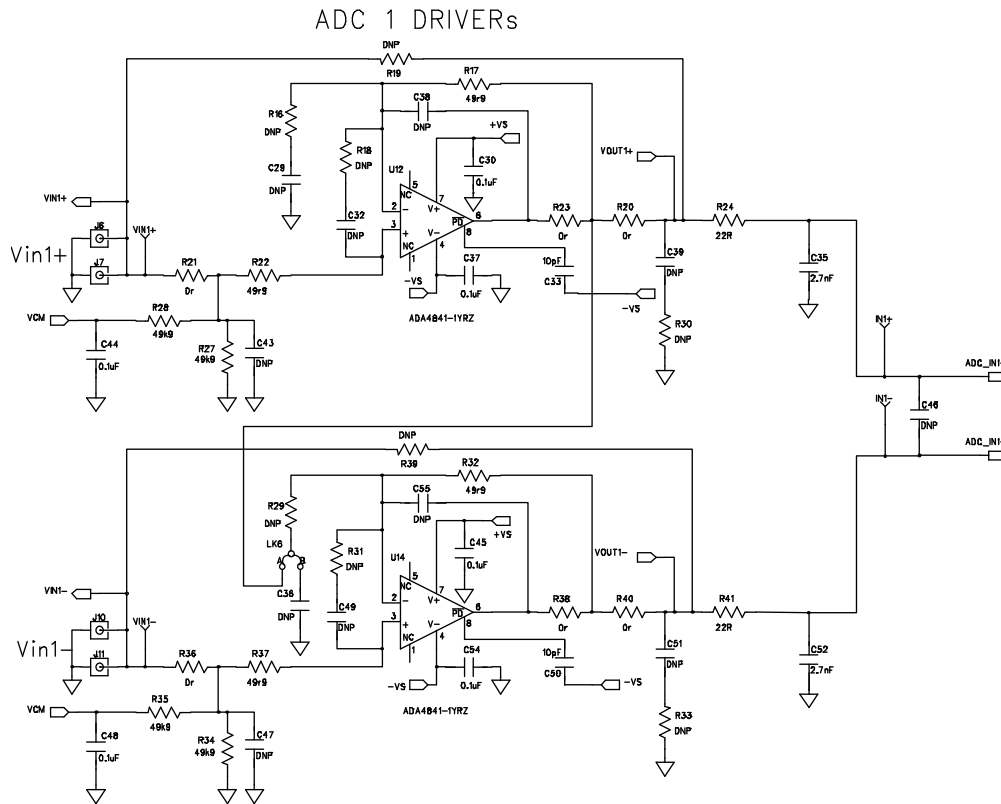 ADC 1 DRIVERs
DNP
R19
R17
49r9
C38
DNP
R16
DNP
R18
DNP
+VS
C30
0.1uF
VOUT1+
C29
DNP
U12
5
NC
7
V+
VIN1+
C32
DNP
2
-
6
R23
0r
R20
0r
R24
22R
J6
VIN1+
3
+
PD
8
V-
Vin1+
J7
NC
1
4
C39
DNP
R21
0r
R22
49r9
-VS
C37
0.1uF
10pF
C33
C35
2.7nF
-VS
ADA4841-1YRZ
VCM
R28
49k9
R30
DNP
C44
0.1uF
R27
49k9
C43
DNP
IN1+
ADC_IN1
IN1-
C46
DNP
DNP
R39
ADC_IN1
R32
49r9
C55
DNP
R29
DNP
+VS
LK6
A
B
R31
DNP
U14
C45
0.1uF
VOUT1-
5
NC
7
V+
VIN1-
C36
DNP
C49
DNP
2
-
6
R38
0r
R40
0r
R41
22R
J10
VIN1-
3
+
PD
8
V-
Vin1-
J11
NC
1
4
C51
DNP
R36
0r
R37
49r9
-VS
C54
0.1uF
10pF
C50
C52
2.7nF
-VS
ADA4841-1YRZ
VCM
R35
49k9
R33
DNP
C48
0.1uF
R34
49k9
C47
DNP